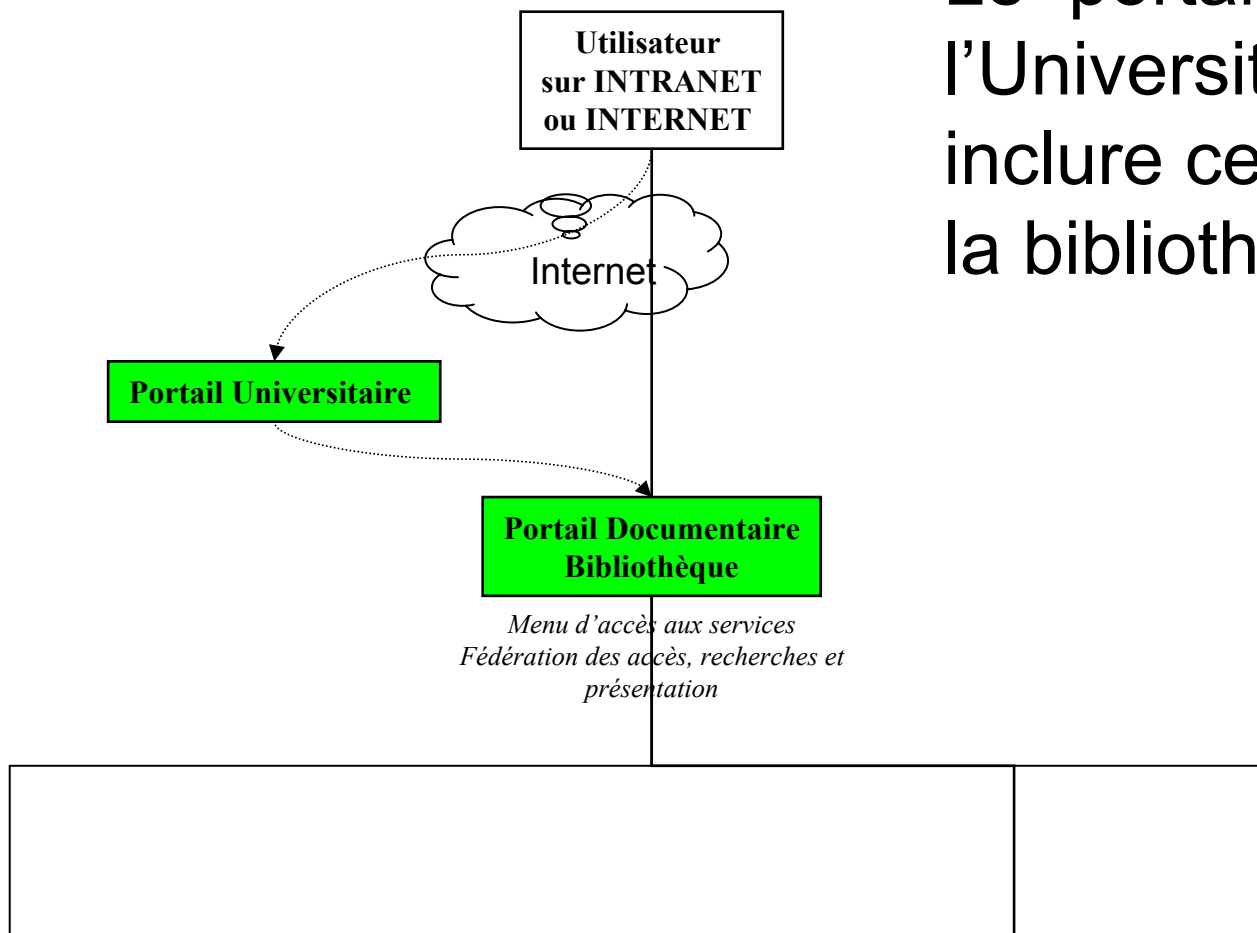 Utilisateur
sur INTRANET
ou INTERNET
l’Universit
inclure ce
la biblioth
Internet
Portail Universitaire
Portail Documentaire
Bibliothèque
Menu d’accès aux services
Fédération des accès, recherches et
présentation